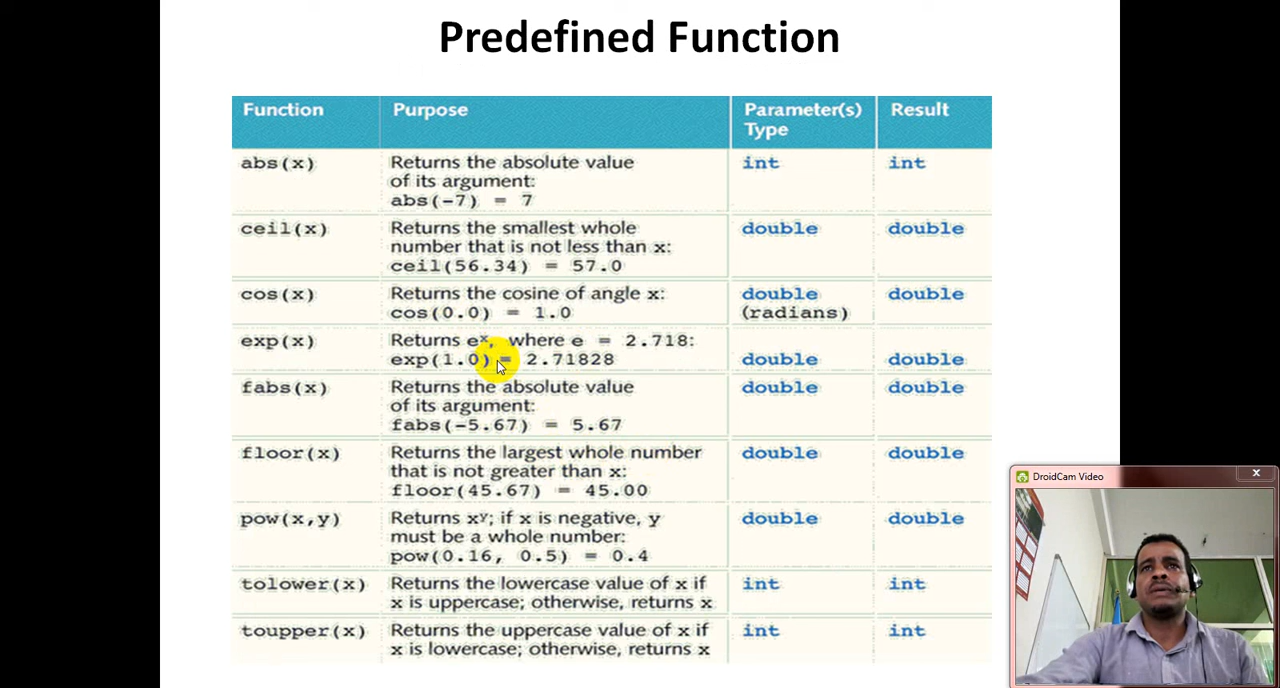 Predefined Function
Function Purpose Parameter(s) Type Result
abs(x) Returns the absolute value int int
of its argument:
abs(-7) = 7
ceil(x) Returns the smallest whole double double
number that is not less than x:
ceil(56.34) = 57.0
cos(x) Returns the cosine of angle x: double double
cos(0.0) = 1.0 (radians)
exp(x) Returns eˣ, where e = 2.718:
exp(1.0) = 2.71828 double double
fabs(x) Returns the absolute value double double
of its argument:
fabs(-5.67) = 5.67
floor(x) Returns the largest whole number double double
that is not greater than x:
floor(45.67) = 45.00
pow(x,y) Returns xʸ; if x is negative, y double double
must be a whole number:
pow(0.16, 0.5) = 0.4
tolower(x) Returns the lowercase value of x if int int
x is uppercase; otherwise, returns x
toupper(x) Returns the uppercase value of x if int int
x is lowercase; otherwise, returns x
DroidCam Video